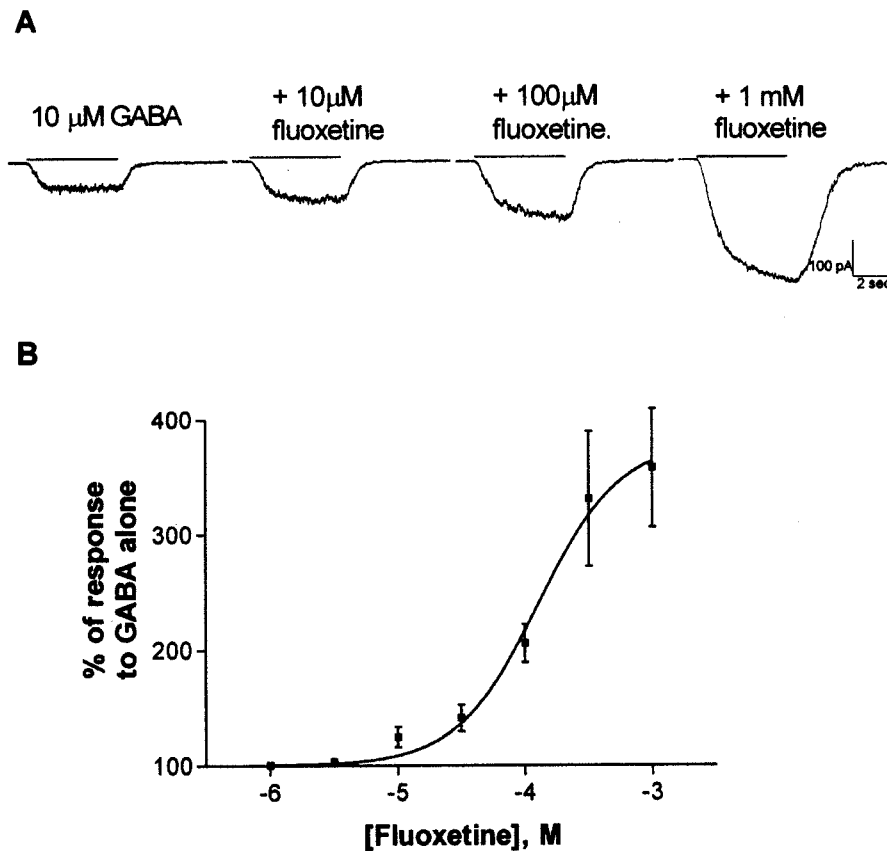 A
10 μM GABA
+ 10μM
fluoxetine
+ 100μM
fluoxetine.
+ 1 mM
fluoxetine
100 pA
2 sec
B
% of response
to GABA alone
400
300
200
100
-6
-5
-4
-3
[Fluoxetine], M